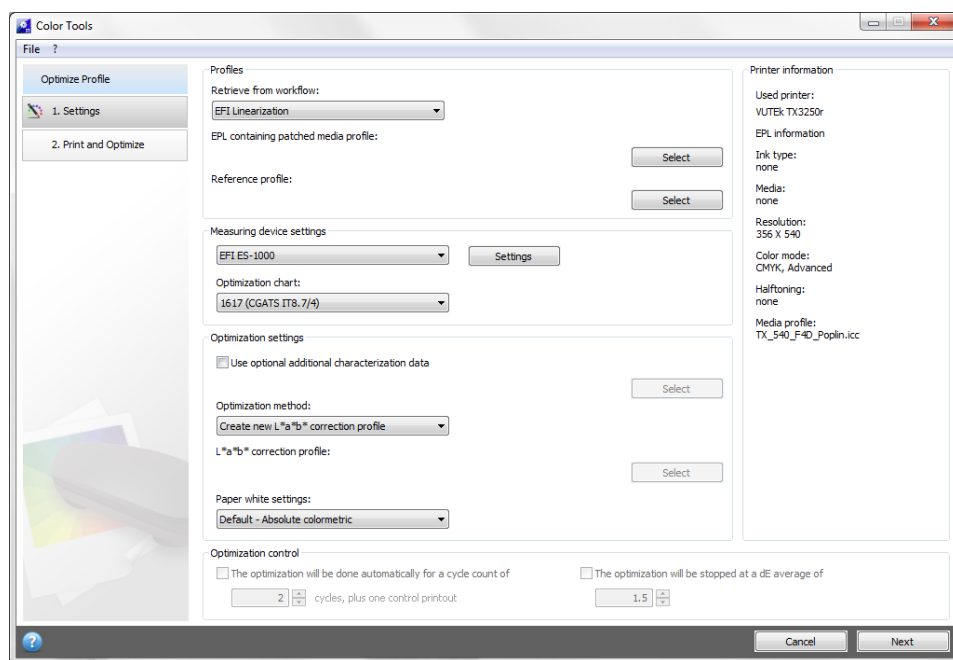 Color Tools
File ?
Optimize Profile
1. Settings
2. Print and Optimize
Profiles
Retrieve from workflow:
EFI Linearization
EPL containing patched media profile:
Select
Reference profile:
Select
Measuring device settings
EFI ES-1000
Settings
Optimization chart:
1617 (CGATS IT8.7/4)
Optimization settings
Use optional additional characterization data
Select
Optimization method:
Create new L*a*b* correction profile
L*a*b* correction profile:
Select
Paper white settings:
Default - Absolute colormetric
Optimization control
The optimization will be done automatically for a cycle count of
2 cycles, plus one control printout
The optimization will be stopped at a dE average of
1.5
Printer information
Used printer:
VUTEk TX3250r
EPL information
Ink type:
none
Media:
none
Resolution:
356 X 540
Color mode:
CMYK, Advanced
Halftoning:
none
Media profile:
TX_540_F4D_Poplin.icc
?
Cancel
Next